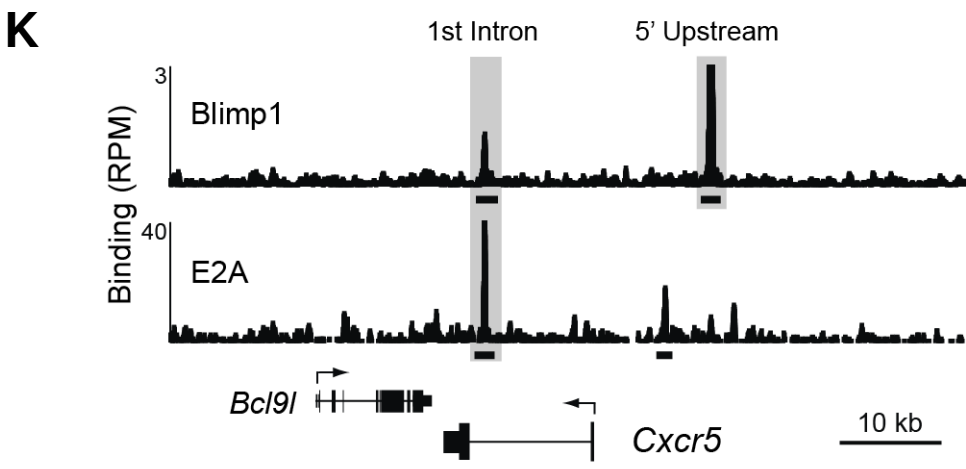 K
1st Intron
5’ Upstream
Binding (RPM)
3
Blimp1
40
E2A
Bcl9l
Cxcr5
10 kb